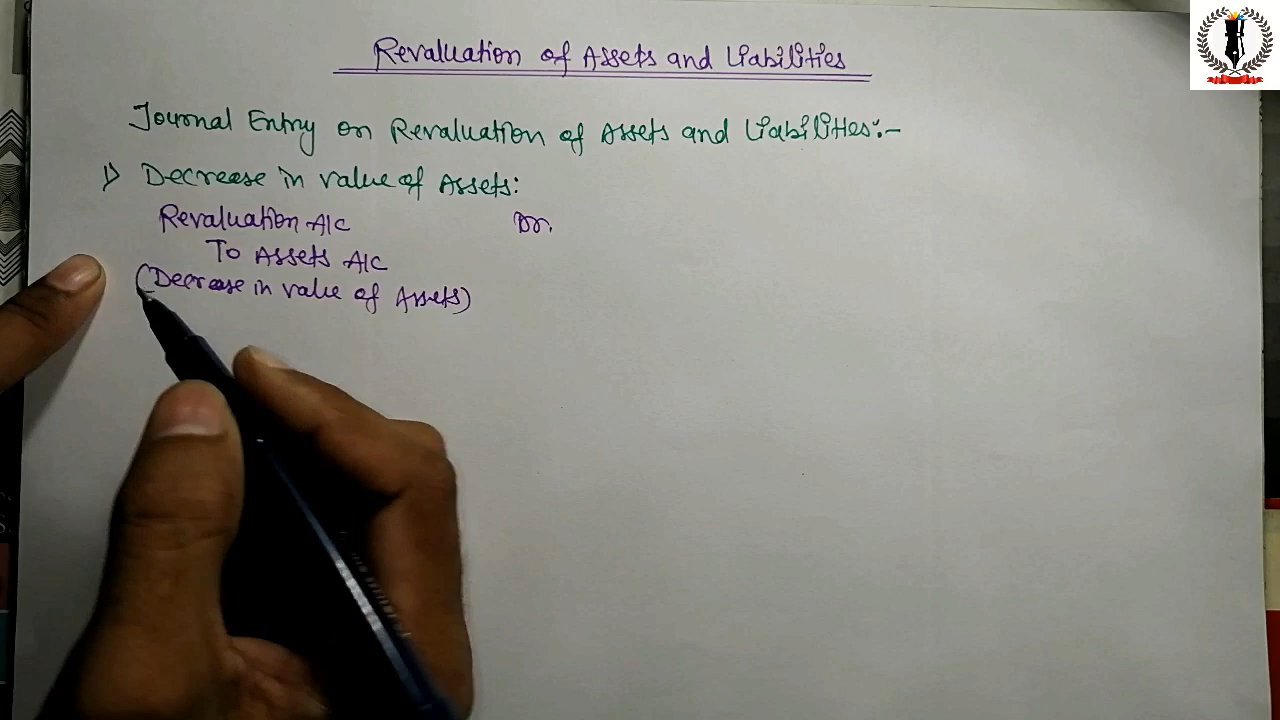 Revaluation of Assets and Liabilities
Journal Entry on Revaluation of Assets and Liabilities:-
1> Decrease in value of Assets:
Revaluation A/c Dr.
To Assets A/c
(Decrease in value of Assets)